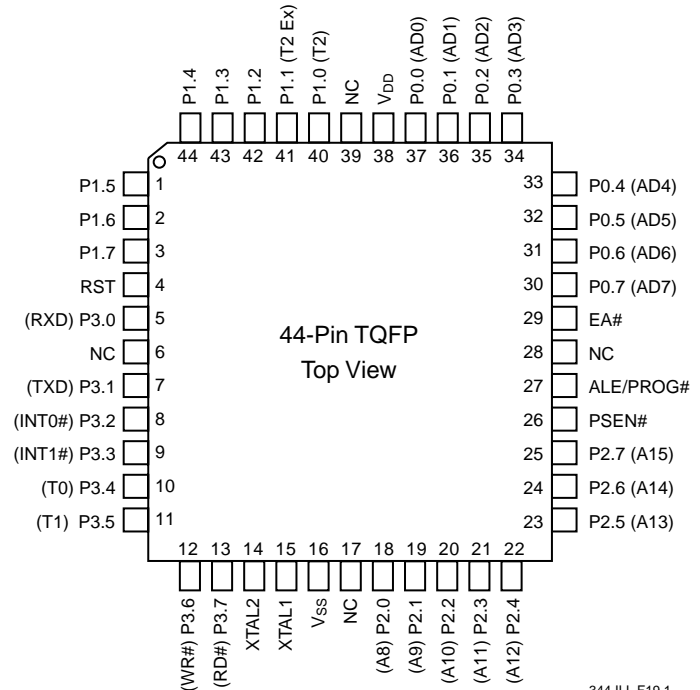 P1.4
P1.3
P1.2
P1.1 (T2 Ex)
P1.0 (T2)
NC
VDD
P0.0 (AD0)
P0.1 (AD1)
P0.2 (AD2)
P0.3 (AD3)
44 43 42 41 40 39 38 37 36 35 34
P1.5 1
P1.6 2
P1.7 3
RST 4
(RXD) P3.0 5
NC 6
(TXD) P3.1 7
(INT0#) P3.2 8
(INT1#) P3.3 9
(T0) P3.4 10
(T1) P3.5 11
44-Pin TQFP
Top View
33 P0.4 (AD4)
32 P0.5 (AD5)
31 P0.6 (AD6)
30 P0.7 (AD7)
29 EA#
28 NC
27 ALE/PROG#
26 PSEN#
25 P2.7 (A15)
24 P2.6 (A14)
23 P2.5 (A13)
12 13 14 15 16 17 18 19 20 21 22
(WR#) P3.6
(RD#) P3.7
XTAL2
XTAL1
VSS
NC
(A8) P2.0
(A9) P2.1
(A10) P2.2
(A11) P2.3
(A12) P2.4